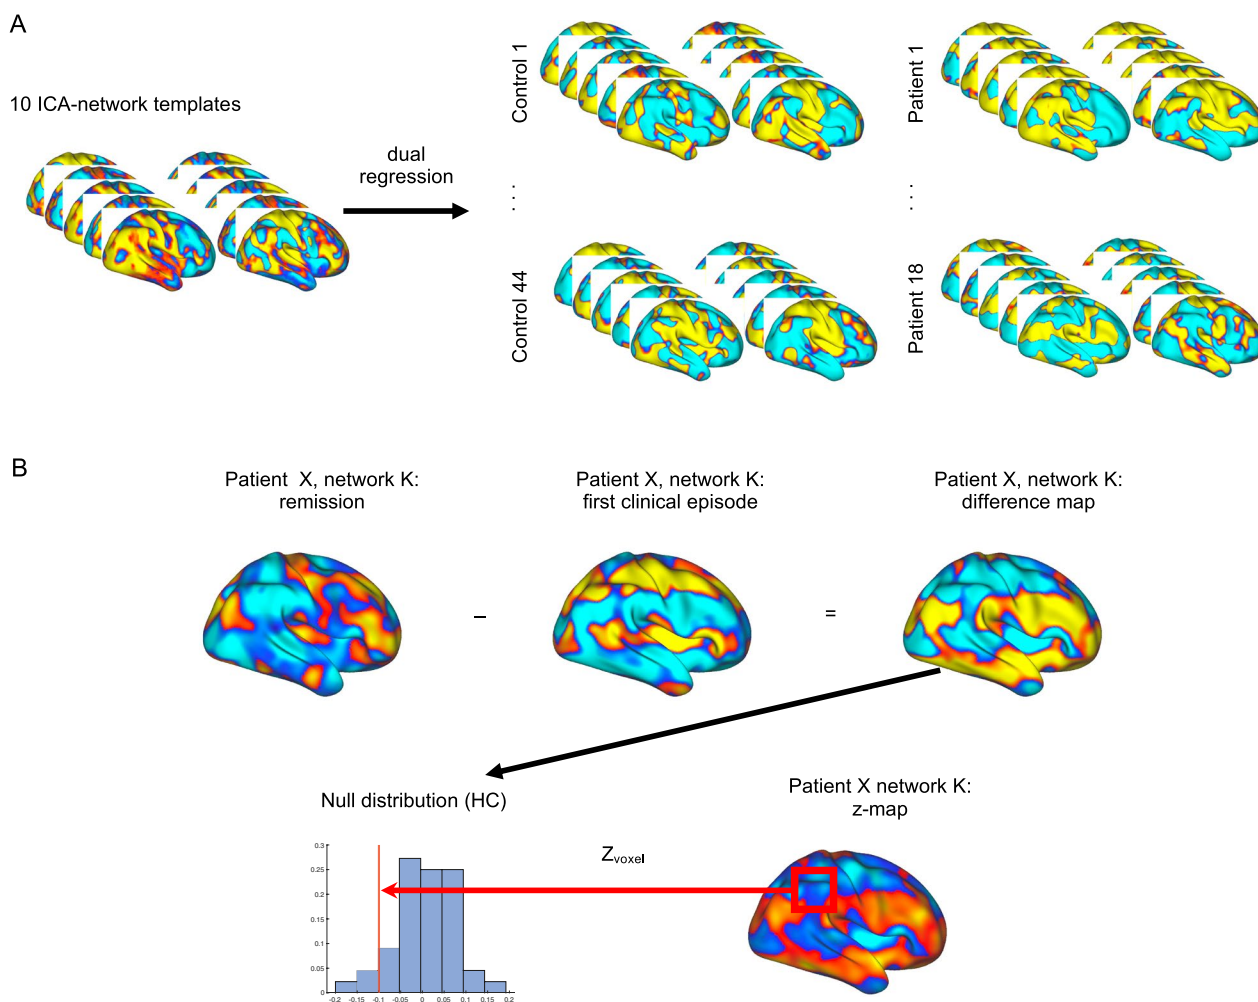 A
10 ICA-network templates
dual
regression
Control 1
. . .
Control 44
Patient 1
. . .
Patient 18
B
Patient X, network K:
remission
–
Patient X, network K:
first clinical episode
=
Patient X, network K:
difference map
Null distribution (HC)
Patient X network K:
z-map
Zvoxel
0.3
0.25
0.2
0.15
0.1
0.05
0
-0.2 -0.15 -0.1 -0.05 0 0.05 0.1 0.15 0.2